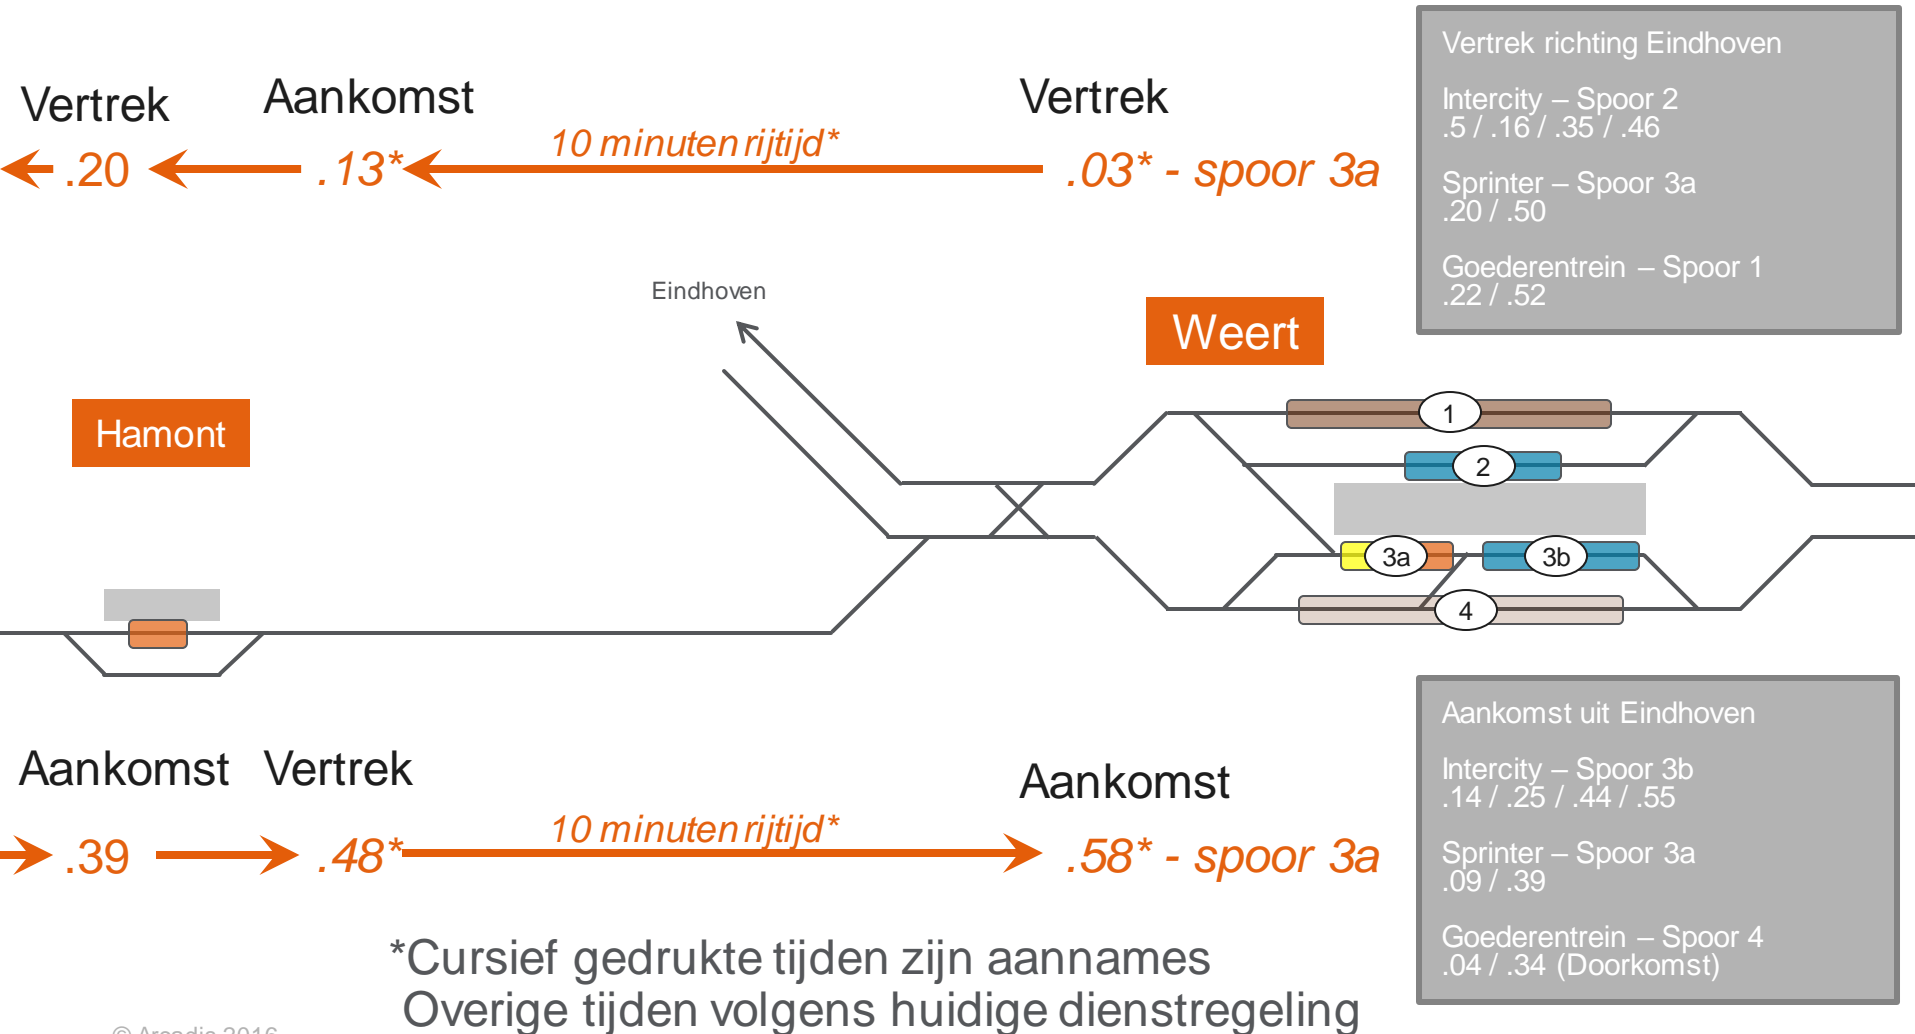 Vertrek richting Eindhoven
Intercity – Spoor 2
.5 / .16 / .35 / .46
Sprinter – Spoor 3a
.20 / .50
Goederentrein – Spoor 1
.22 / .52
Vertrek Aankomst Vertrek
10 minuten rijtijd*
.20 .13* .03* - spoor 3a
Eindhoven
Weert
Hamont
1
2
3a 3b
4
Aankomst Vertrek Aankomst
10 minuten rijtijd*
.39 .48* .58* - spoor 3a
Aankomst uit Eindhoven
Intercity – Spoor 3b
.14 / .25 / .44 / .55
Sprinter – Spoor 3a
.09 / .39
Goederentrein – Spoor 4
.04 / .34 (Doorkomst)
*Cursief gedrukte tijden zijn aannames
Overige tijden volgens huidige dienstregeling
© Arcadis 2016